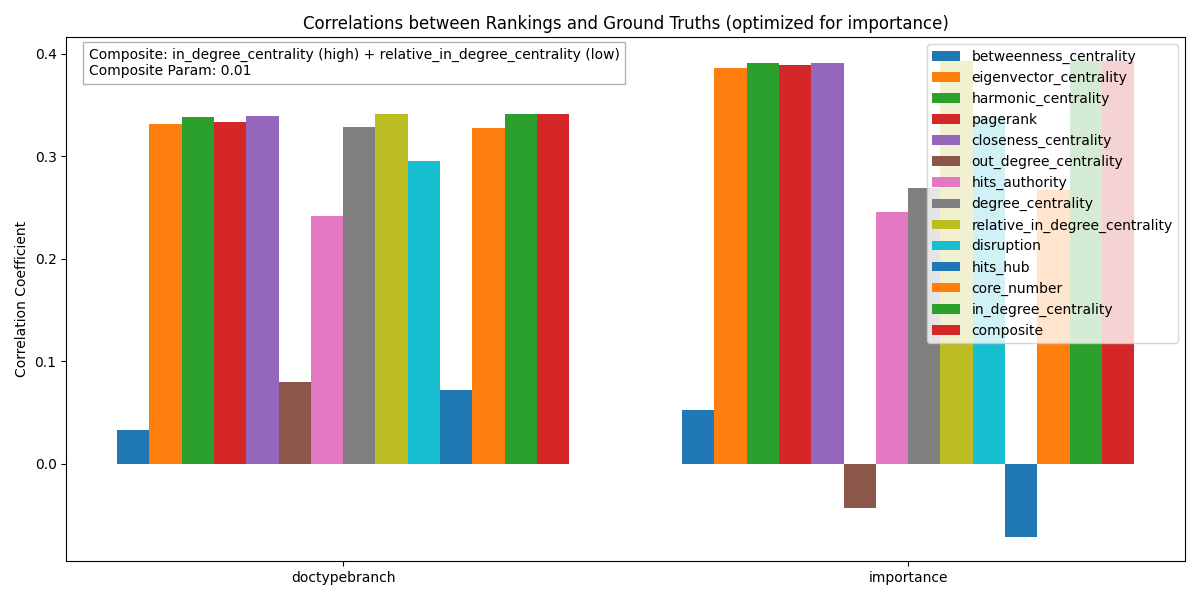 Correlations between Rankings and Ground Truths (optimized for importance)
Composite: in_degree_centrality (high) + relative_in_degree_centrality (low)
Composite Param: 0.01
betweenness_centrality
eigenvector_centrality
harmonic_centrality
pagerank
closeness_centrality
out_degree_centrality
hits_authority
degree_centrality
relative_in_degree_centrality
disruption
hits_hub
core_number
in_degree_centrality
composite
Correlation Coefficient
0.4
0.3
0.2
0.1
0.0
doctypebranch
importance